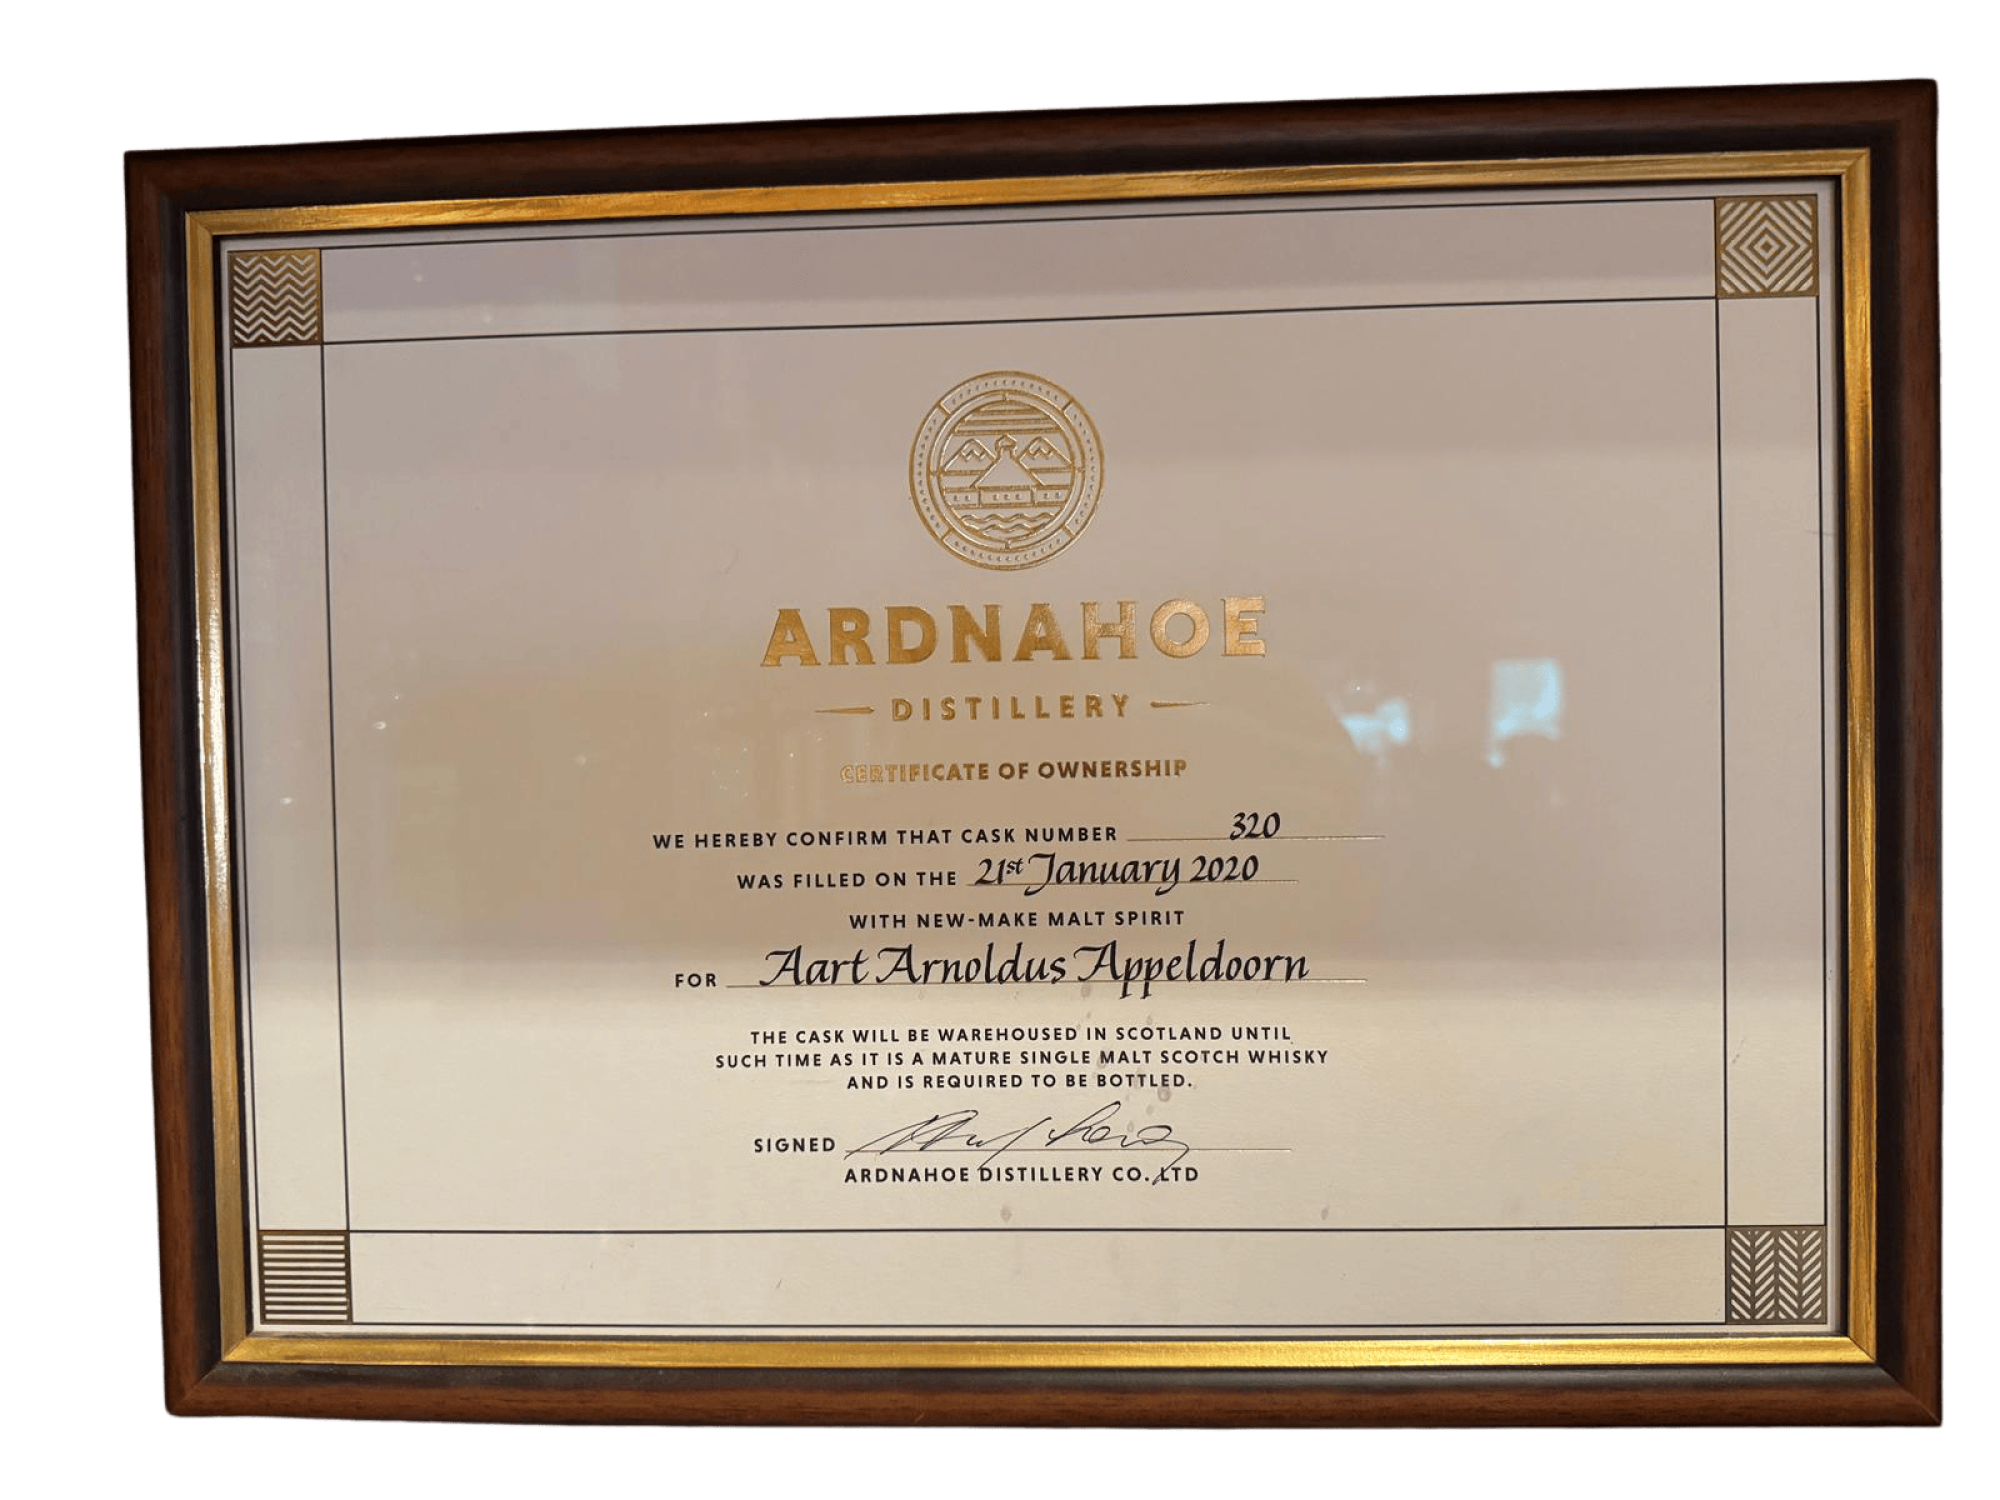 ARDNAHOE
DISTILLERY
CERTIFICATE OF OWNERSHIP
WE HEREBY CONFIRM THAT CASK NUMBER 320
WAS FILLED ON THE 21st January 2020
WITH NEW-MAKE MALT SPIRIT
FOR Aart Arnoldus Appeldoorn
THE CASK WILL BE WAREHOUSED IN SCOTLAND UNTIL
SUCH TIME AS IT IS A MATURE SINGLE MALT SCOTCH WHISKY
AND IS REQUIRED TO BE BOTTLED.
SIGNED
ARDNAHOE DISTILLERY CO. LTD